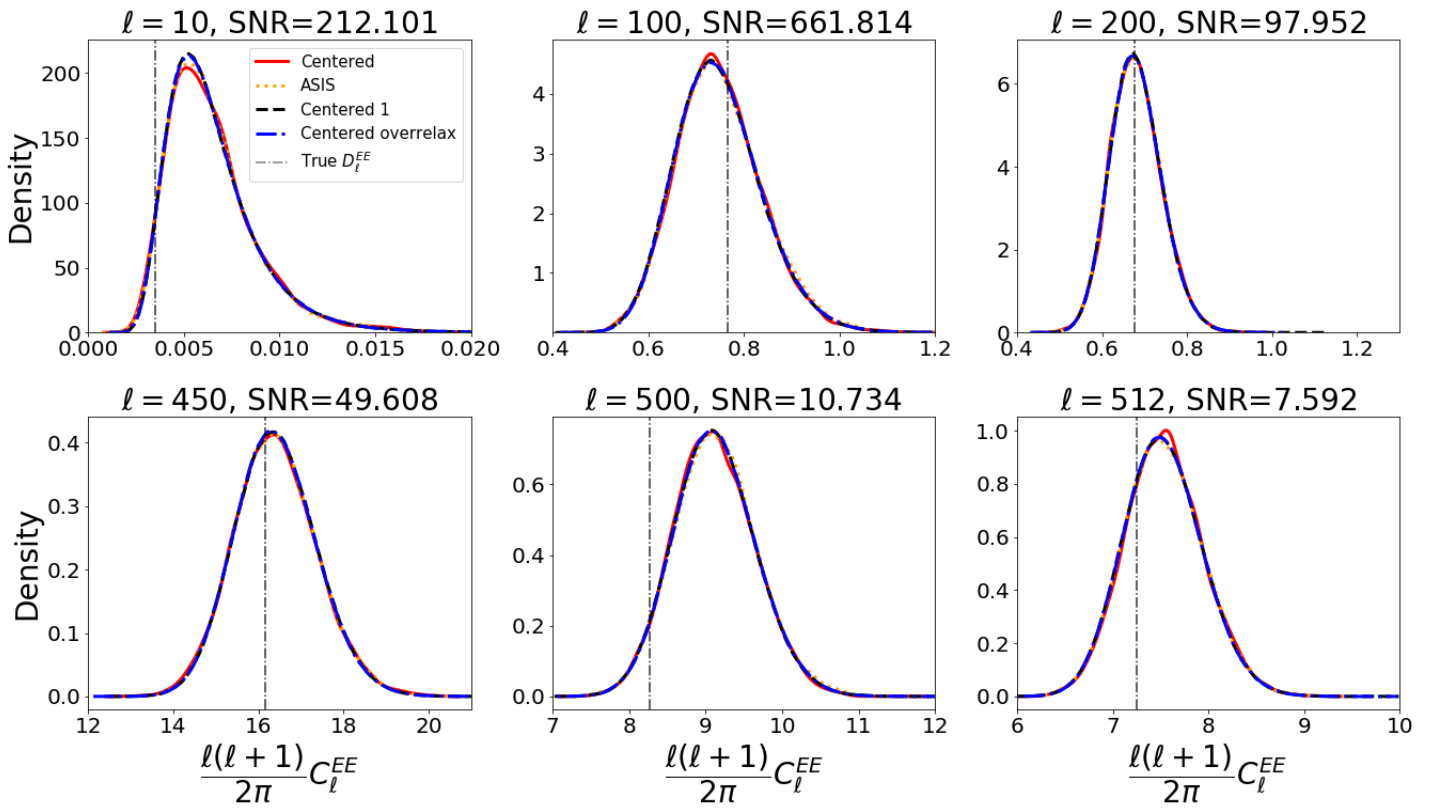 ℓ = 10, SNR=212.101
ℓ = 100, SNR=661.814
ℓ = 200, SNR=97.952
Density
200
150
100
50
0
0.000 0.005 0.010 0.015 0.020
Centered
ASIS
Centered 1
Centered overrelax
True D_ℓ^{EE}
4
3
2
1
0.4 0.6 0.8 1.0 1.2
6
4
2
0
0.4 0.6 0.8 1.0 1.2
ℓ = 450, SNR=49.608
ℓ = 500, SNR=10.734
ℓ = 512, SNR=7.592
Density
0.4
0.3
0.2
0.1
0.0
12 14 16 18 20
ℓ(ℓ + 1)/2π C_ℓ^{EE}
0.6
0.4
0.2
0.0
7 8 9 10 11 12
ℓ(ℓ + 1)/2π C_ℓ^{EE}
1.0
0.8
0.6
0.4
0.2
0.0
6 7 8 9 10
ℓ(ℓ + 1)/2π C_ℓ^{EE}